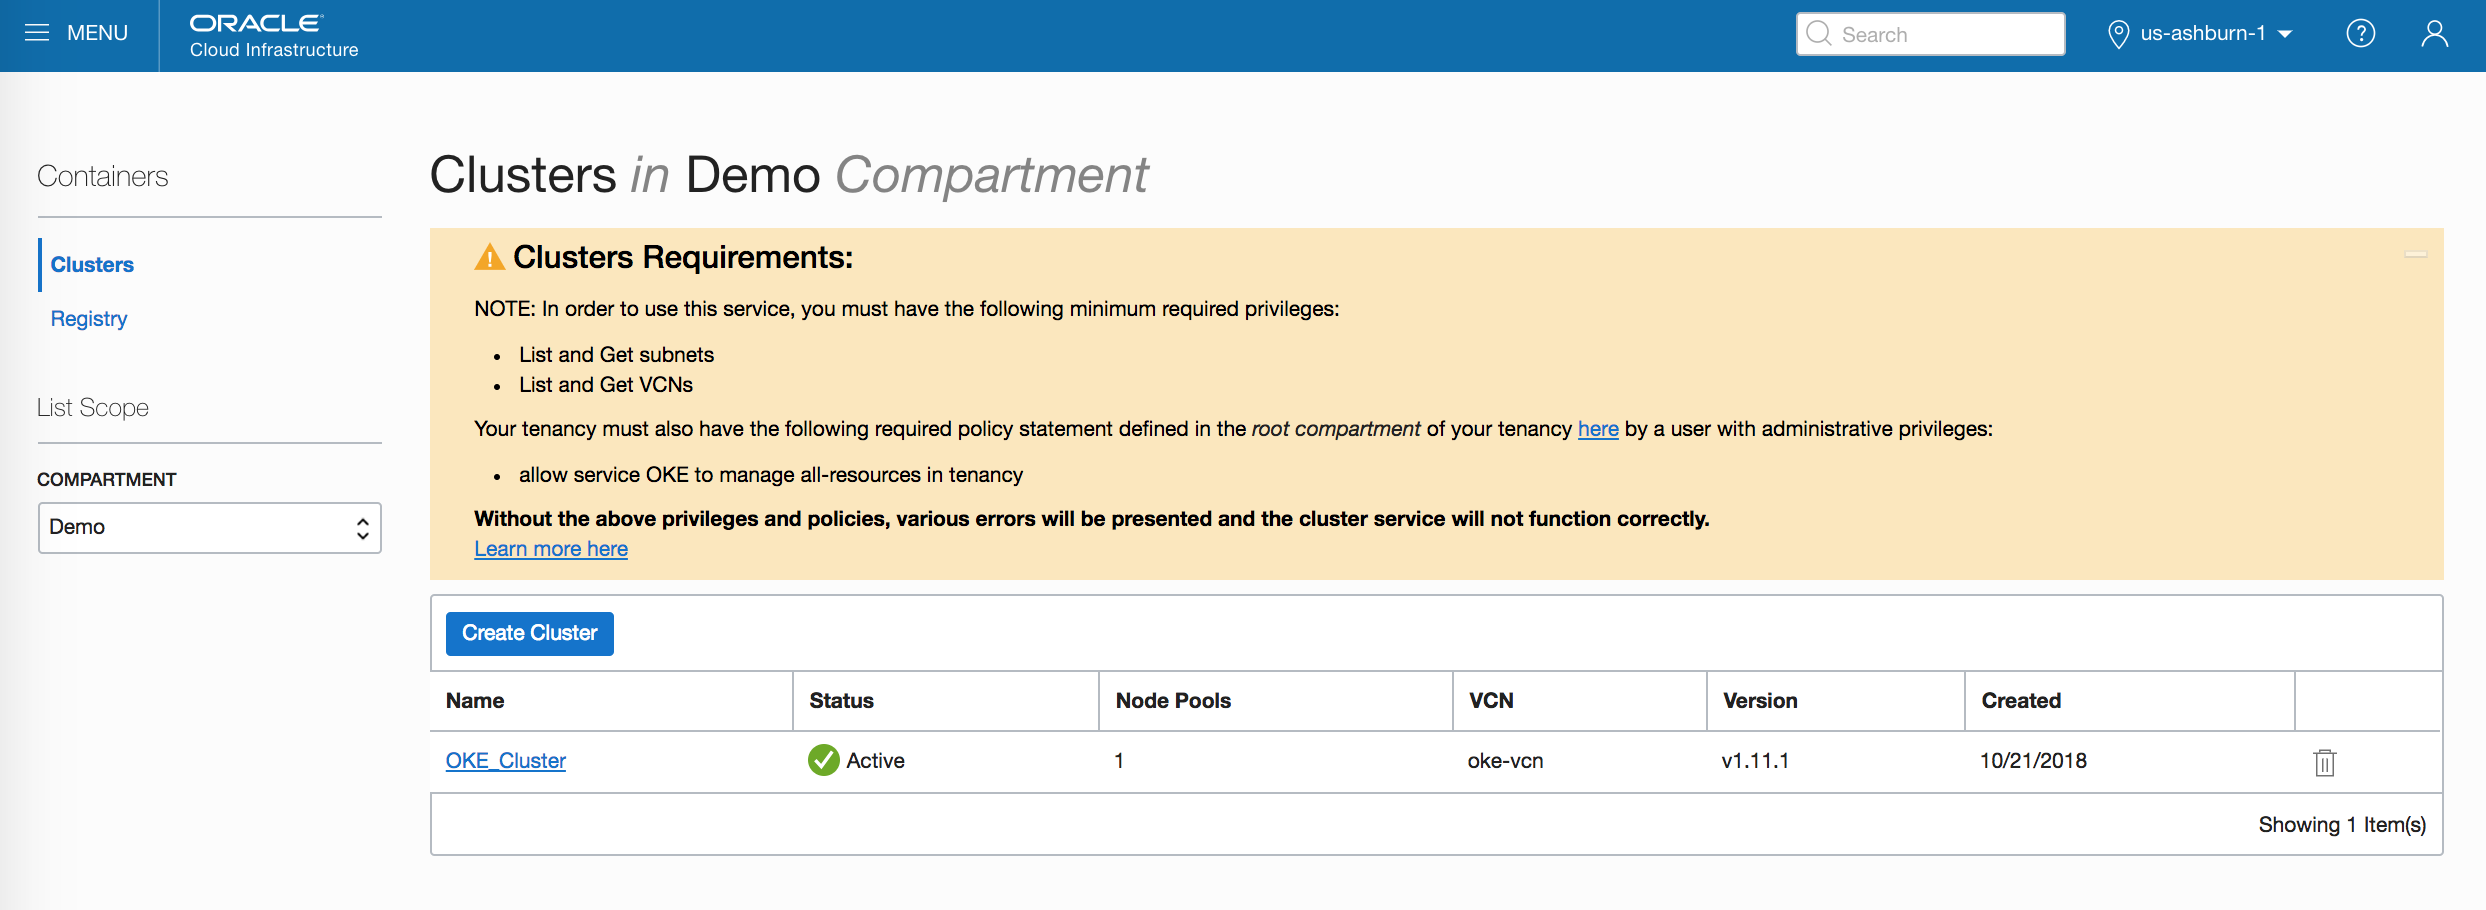 MENU
ORACLE
Cloud Infrastructure
Search
us-ashburn-1
Containers
Clusters
Registry
List Scope
COMPARTMENT
Demo
Clusters in Demo Compartment
Clusters Requirements:
NOTE: In order to use this service, you must have the following minimum required privileges:
• List and Get subnets
• List and Get VCNs
Your tenancy must also have the following required policy statement defined in the root compartment of your tenancy here by a user with administrative privileges:
• allow service OKE to manage all-resources in tenancy
Without the above privileges and policies, various errors will be presented and the cluster service will not function correctly.
Learn more here
Create Cluster
Name Status Node Pools VCN Version Created
OKE_Cluster Active 1 oke-vcn v1.11.1 10/21/2018
Showing 1 Item(s)